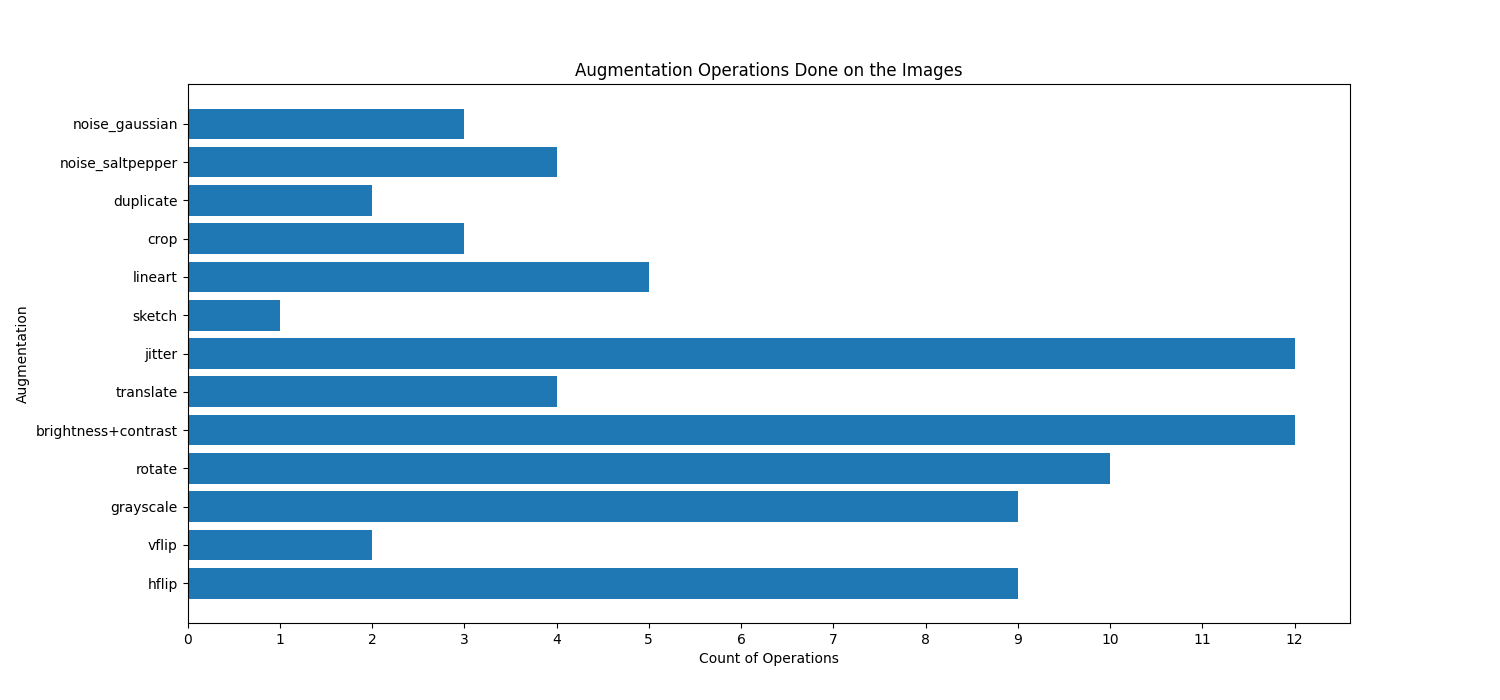 Augmentation Operations Done on the Images
Augmentation
noise_gaussian
noise_saltpepper
duplicate
crop
lineart
sketch
jitter
translate
brightness+contrast
rotate
grayscale
vflip
hflip
0 1 2 3 4 5 6 7 8 9 10 11 12
Count of Operations